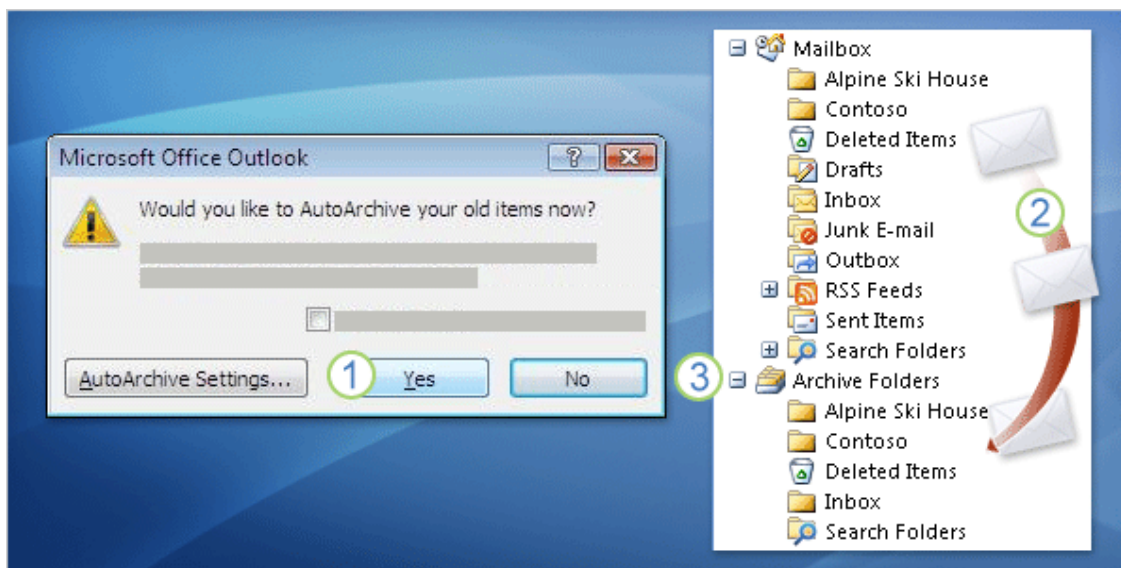 Microsoft Office Outlook
Would you like to AutoArchive your old items now?
AutoArchive Settings...
1
Yes
No
Mailbox
Alpine Ski House
Contoso
Deleted Items
Drafts
Inbox
Junk E-mail
Outbox
RSS Feeds
Sent Items
Search Folders
2
3
Archive Folders
Alpine Ski House
Contoso
Deleted Items
Inbox
Search Folders